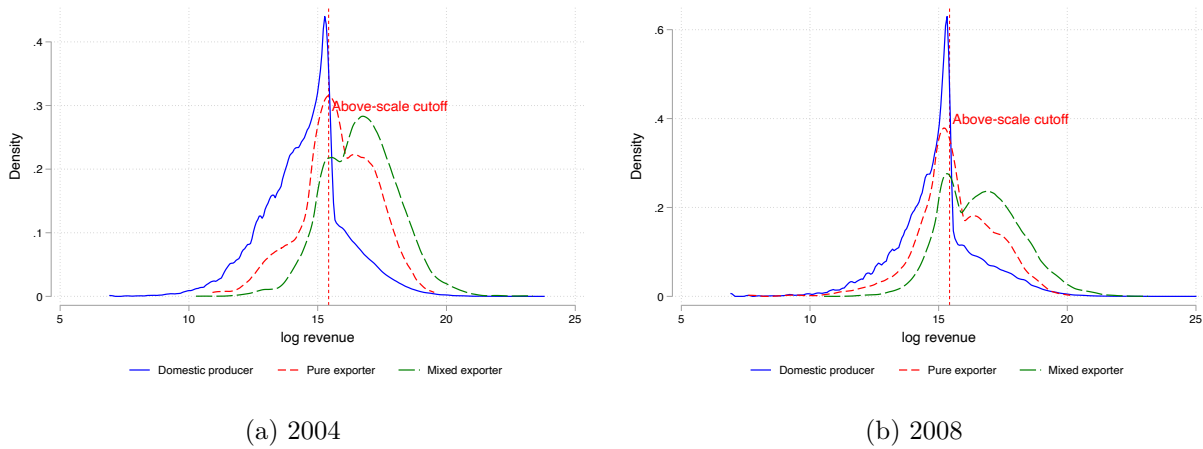 .4
.3
.2
.1
0
Density
Above-scale cutoff
5 10 15 20 25
log revenue
Domestic producer Pure exporter Mixed exporter
(a) 2004
.6
.4
.2
0
Density
Above-scale cutoff
5 10 15 20 25
log revenue
Domestic producer Pure exporter Mixed exporter
(b) 2008